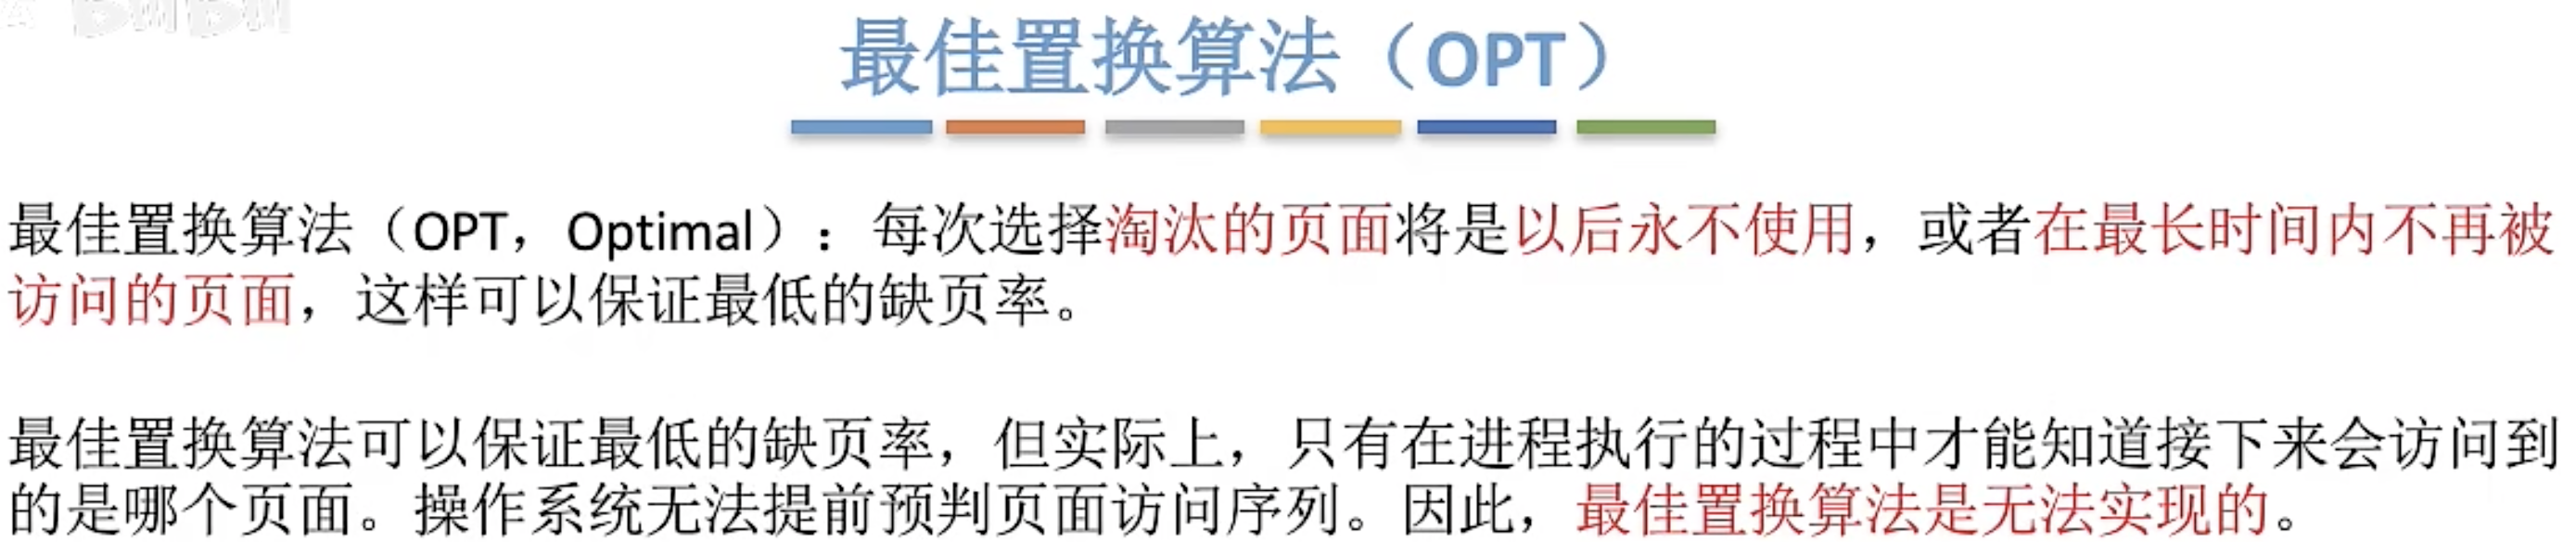 最佳置换算法（OPT）
最佳置换算法（OPT，Optimal）：每次选择淘汰的页面将是以后永不使用，或者在最长时间内不再被
访问的页面，这样可以保证最低的缺页率。
最佳置换算法可以保证最低的缺页率，但实际上，只有在进程执行的过程中才能知道接下来会访问到
的是哪个页面。操作系统无法提前预判页面访问序列。因此，最佳置换算法是无法实现的。